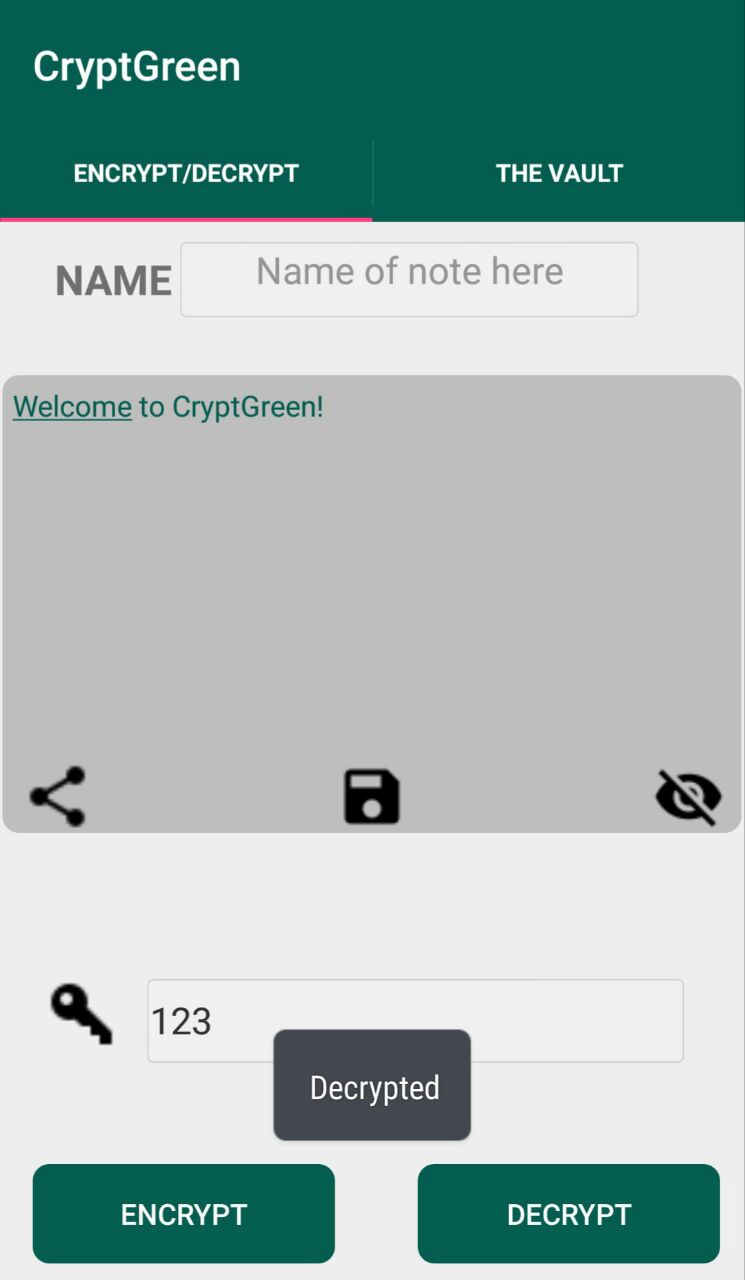 CryptGreen
ENCRYPT/DECRYPT THE VAULT
NAME Name of note here
Welcome to CryptGreen!
123
Decrypted
ENCRYPT DECRYPT